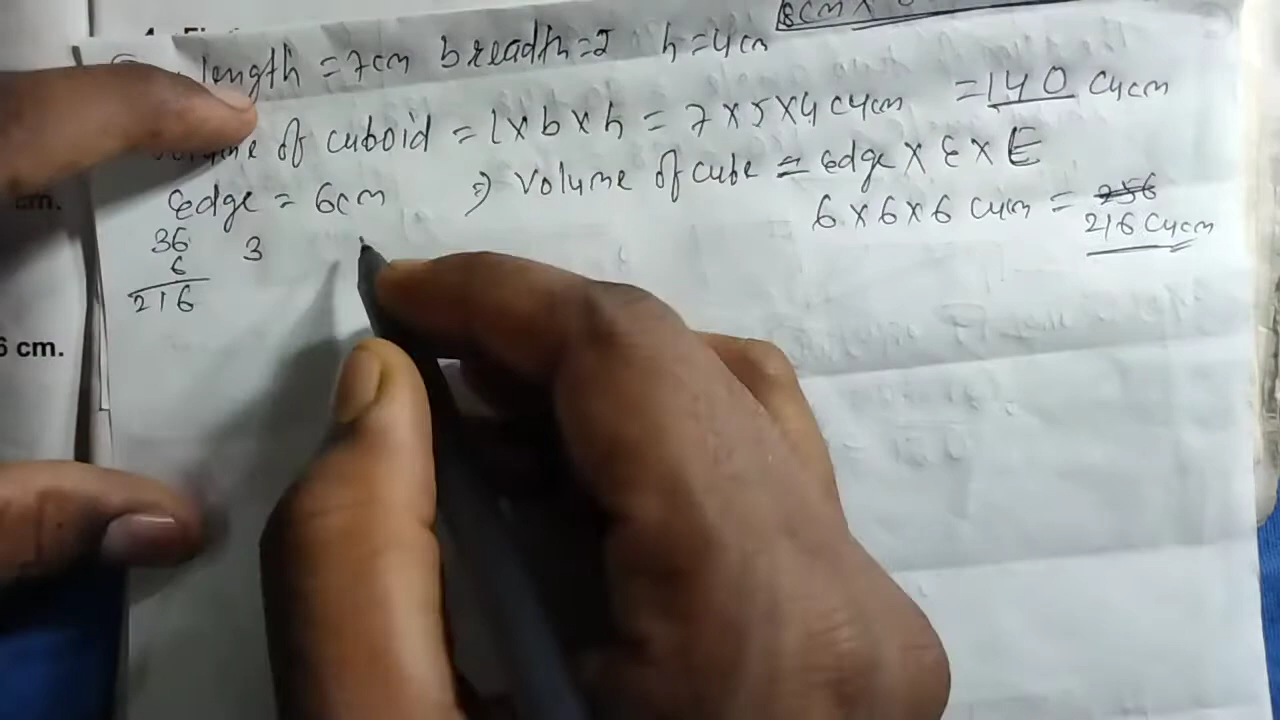 length = 7cm breadth = 5 h = 4cm
of cuboid = l x b x h = 7 x 5 x 4 cucm = 140 cucm
edge = 6cm ⇒ volume of cube = edge x E x E
6 x 6 x 6 cucm = 256
216 cucm
36 3
6
216
cm.
6 cm.